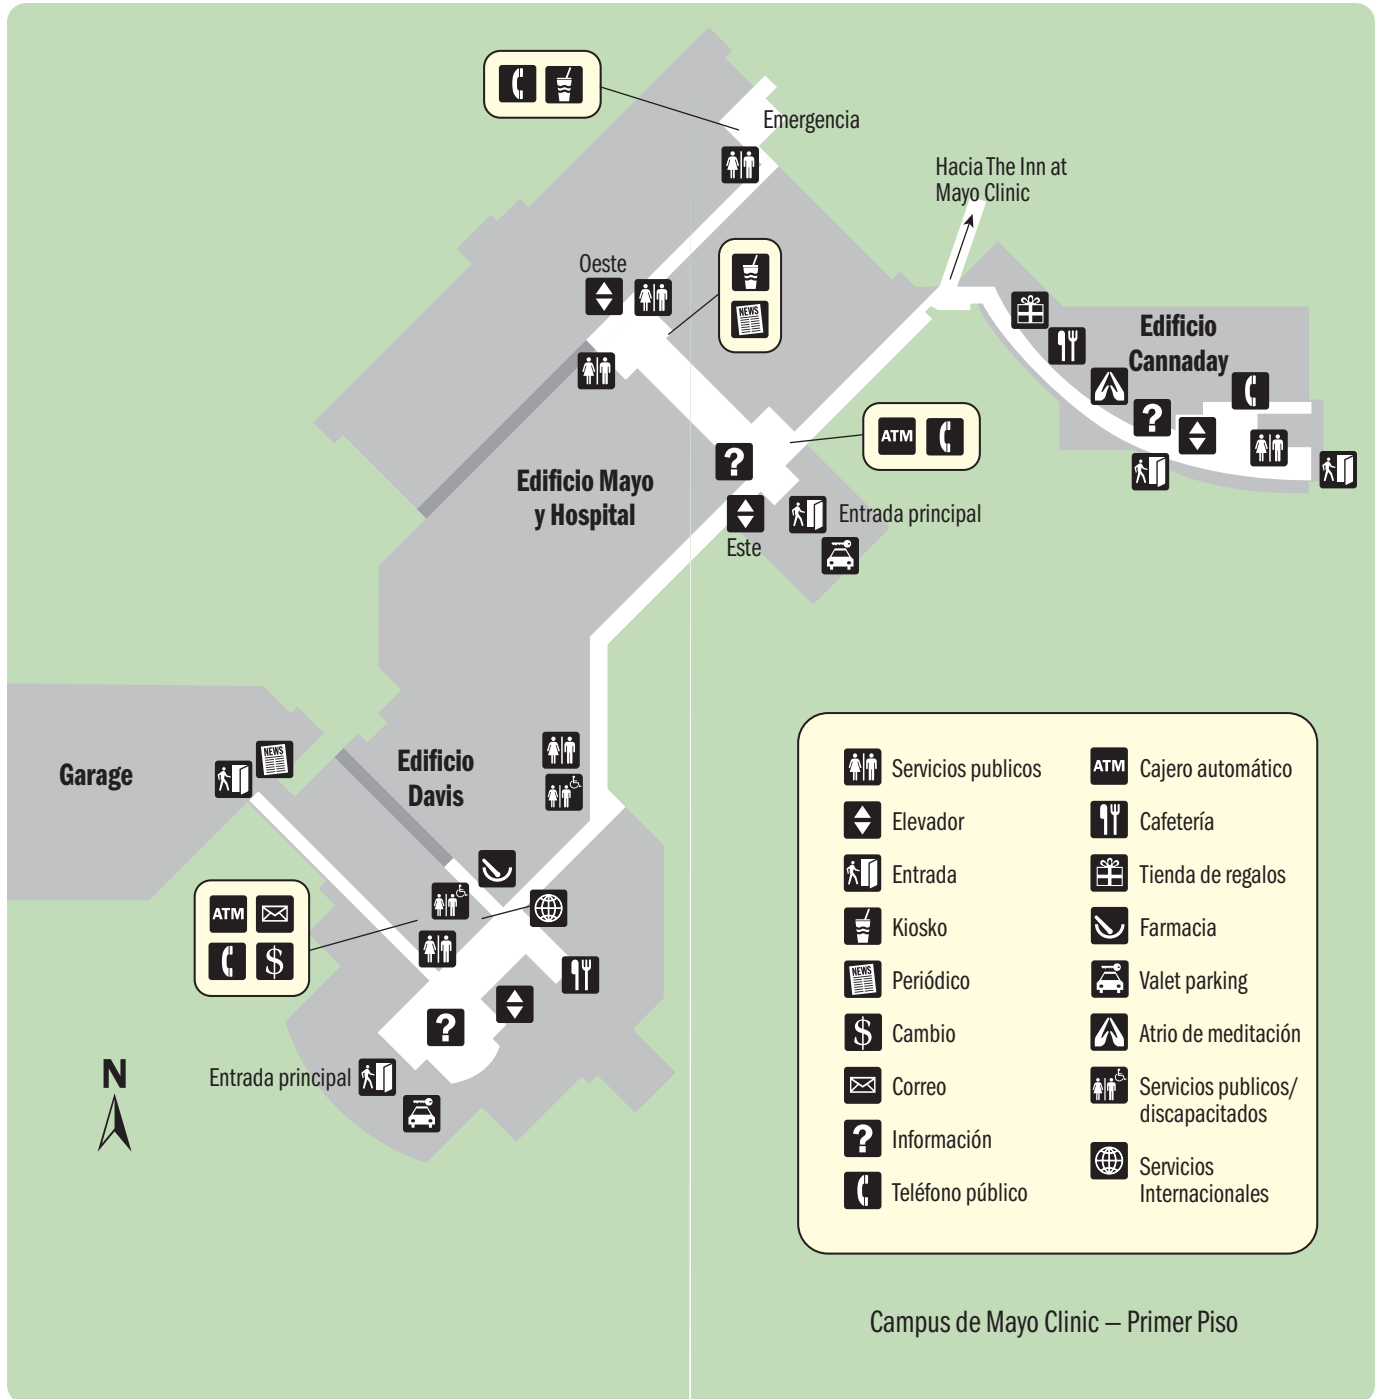 Emergencia
Hacia The Inn at
Mayo Clinic
Oeste
NEWS
Edificio
Cannaday
?
ATM
?
Edificio Mayo
y Hospital
Entrada principal
Este
NEWS
Garage
Edificio
Davis
ATM
$
?
Entrada principal
N
Servicios publicos
Elevador
Entrada
Kiosko
NEWS
Periódico
$
Cambio
Correo
?
Información
Teléfono público
ATM
Cajero automático
Cafetería
Tienda de regalos
Farmacia
Valet parking
Atrio de meditación
Servicios publicos/
discapacitados
Servicios
Internacionales
Campus de Mayo Clinic – Primer Piso